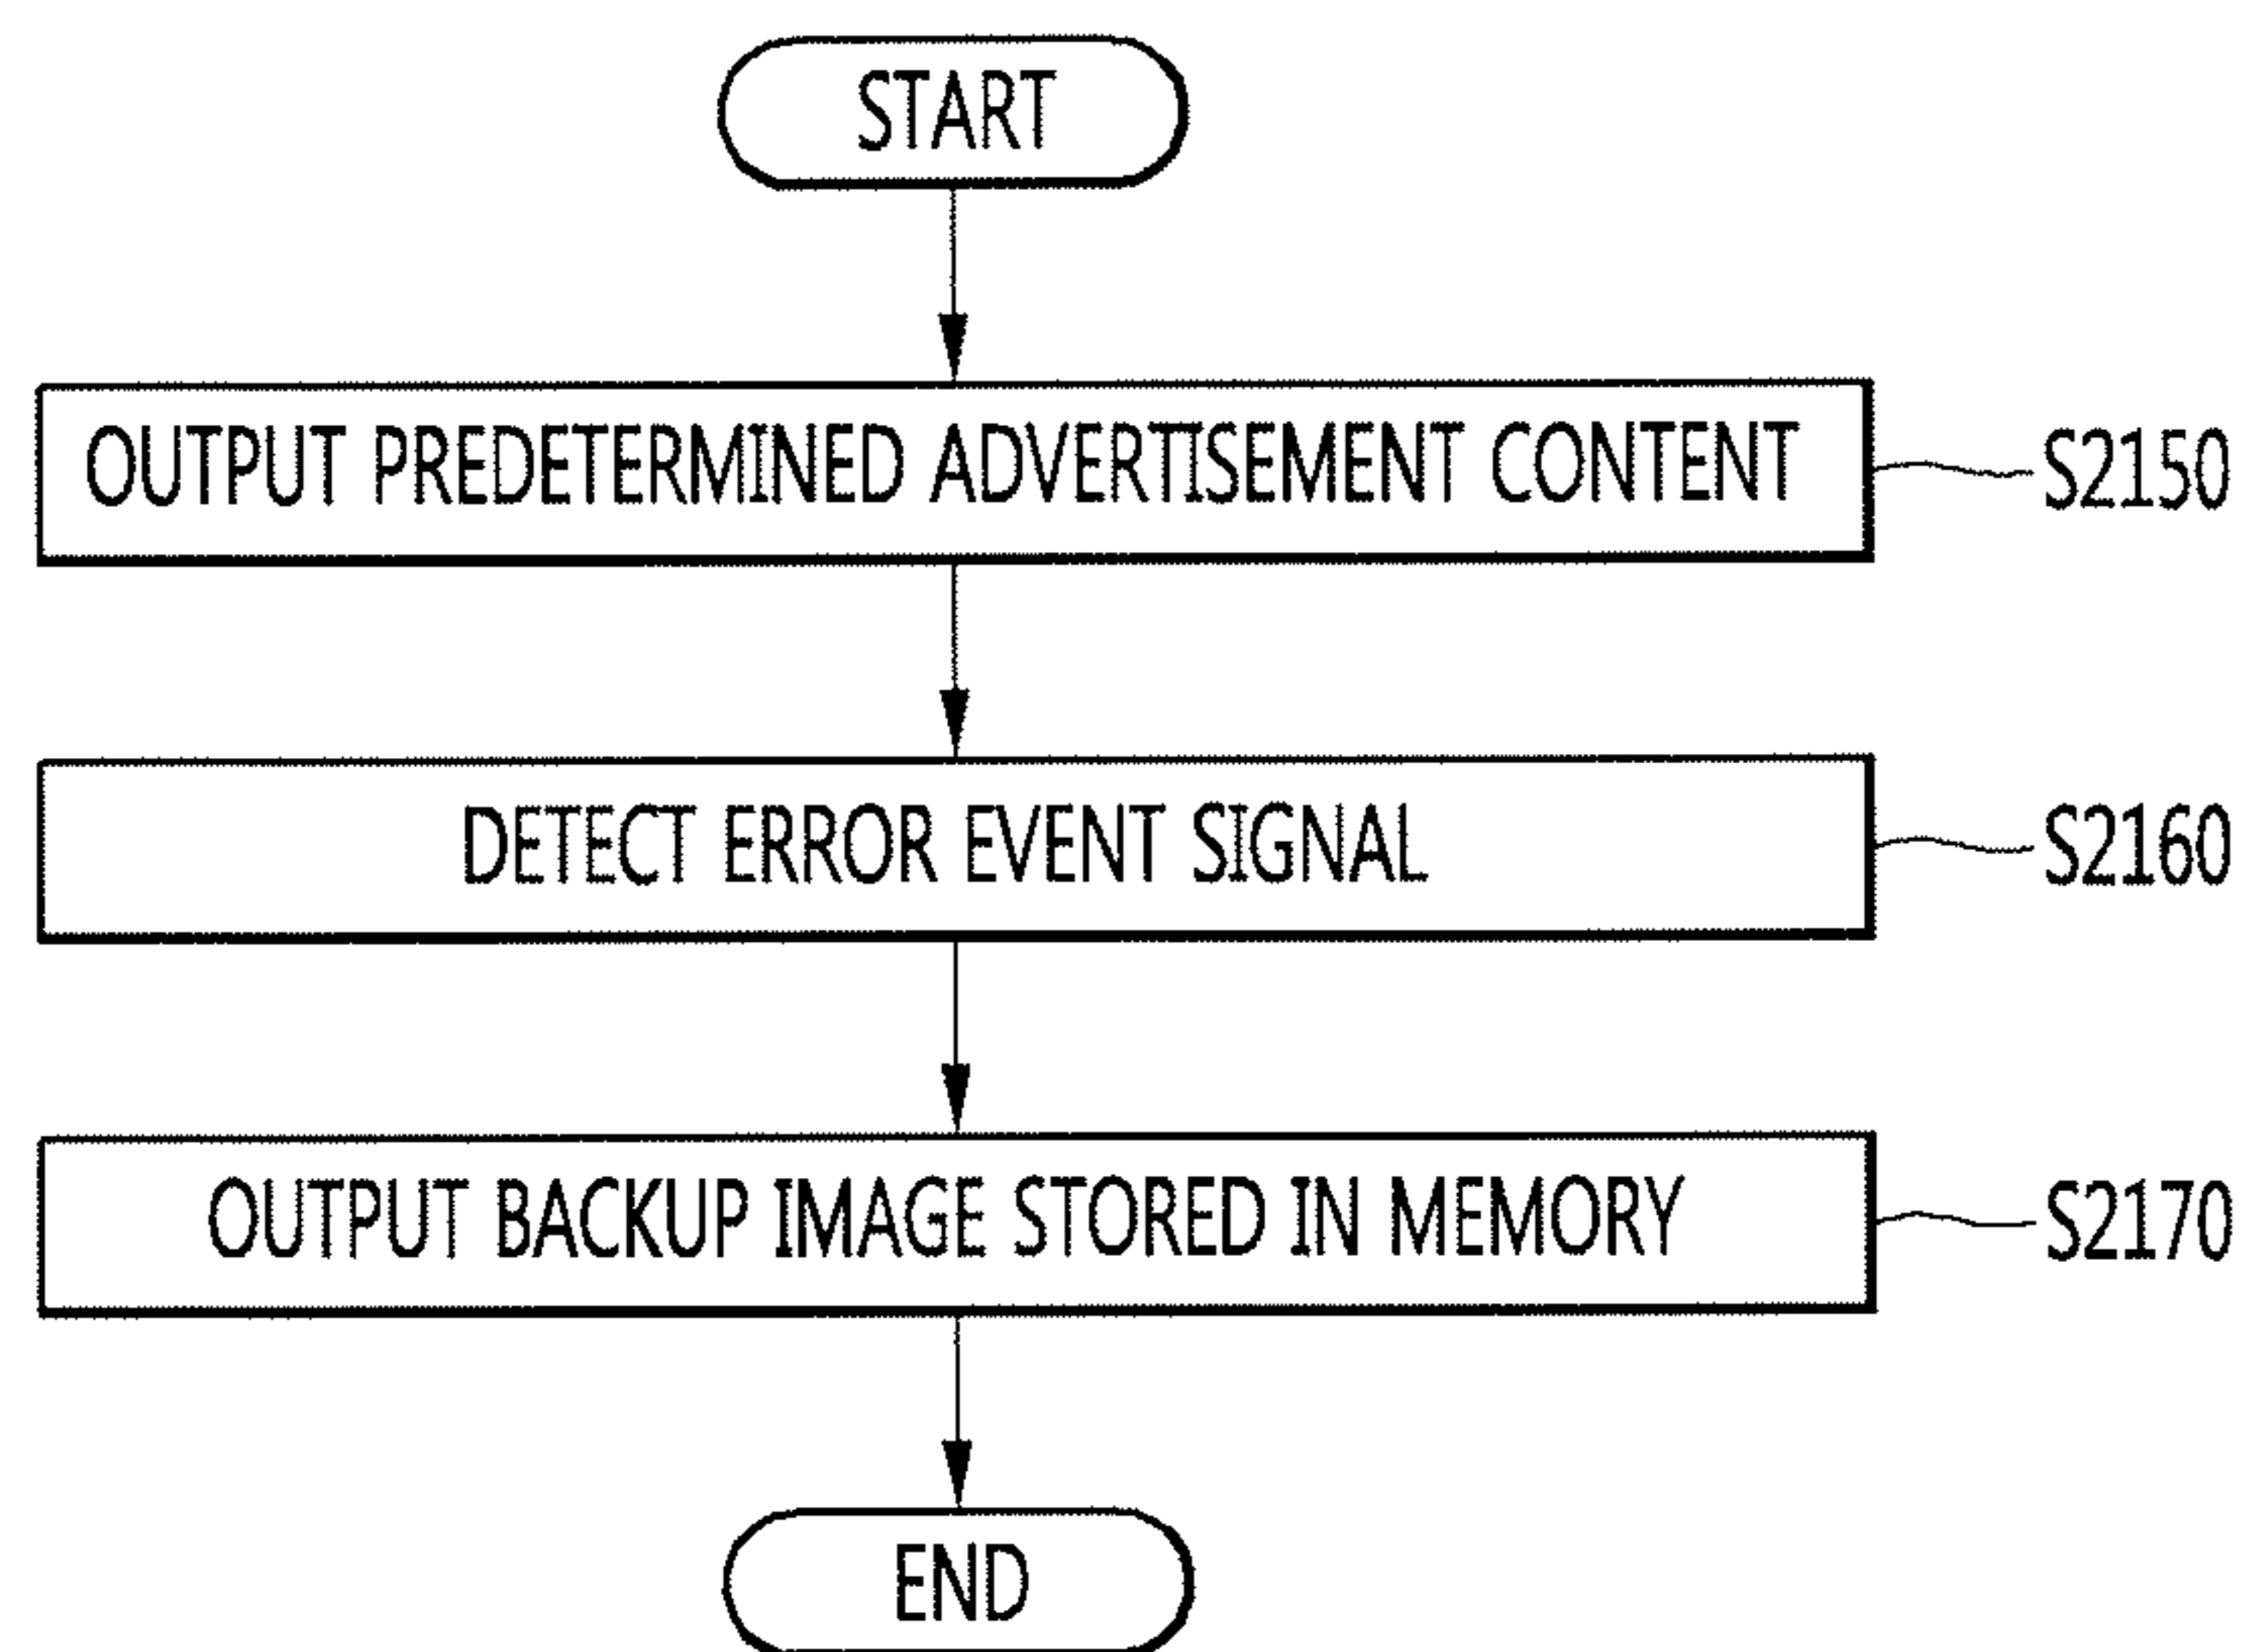 START
OUTPUT PREDETERMINED ADVERTISEMENT CONTENT
S2150
DETECT ERROR EVENT SIGNAL
S2160
OUTPUT BACKUP IMAGE STORED IN MEMORY
S2170
END